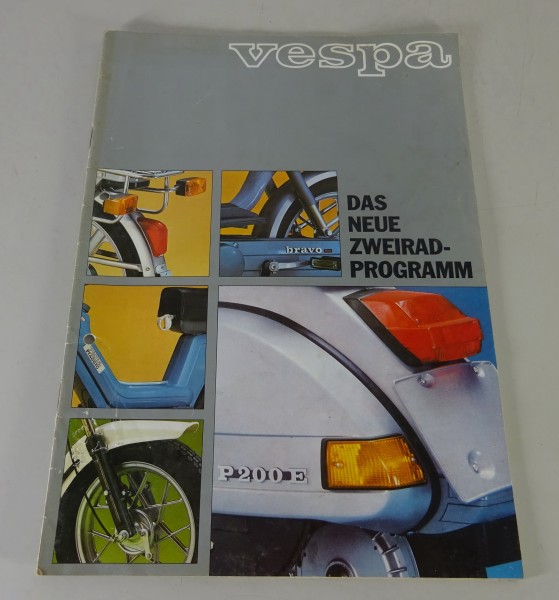 vespa
DAS
NEUE
ZWEIRAD-
PROGRAMM
bravo
P200E